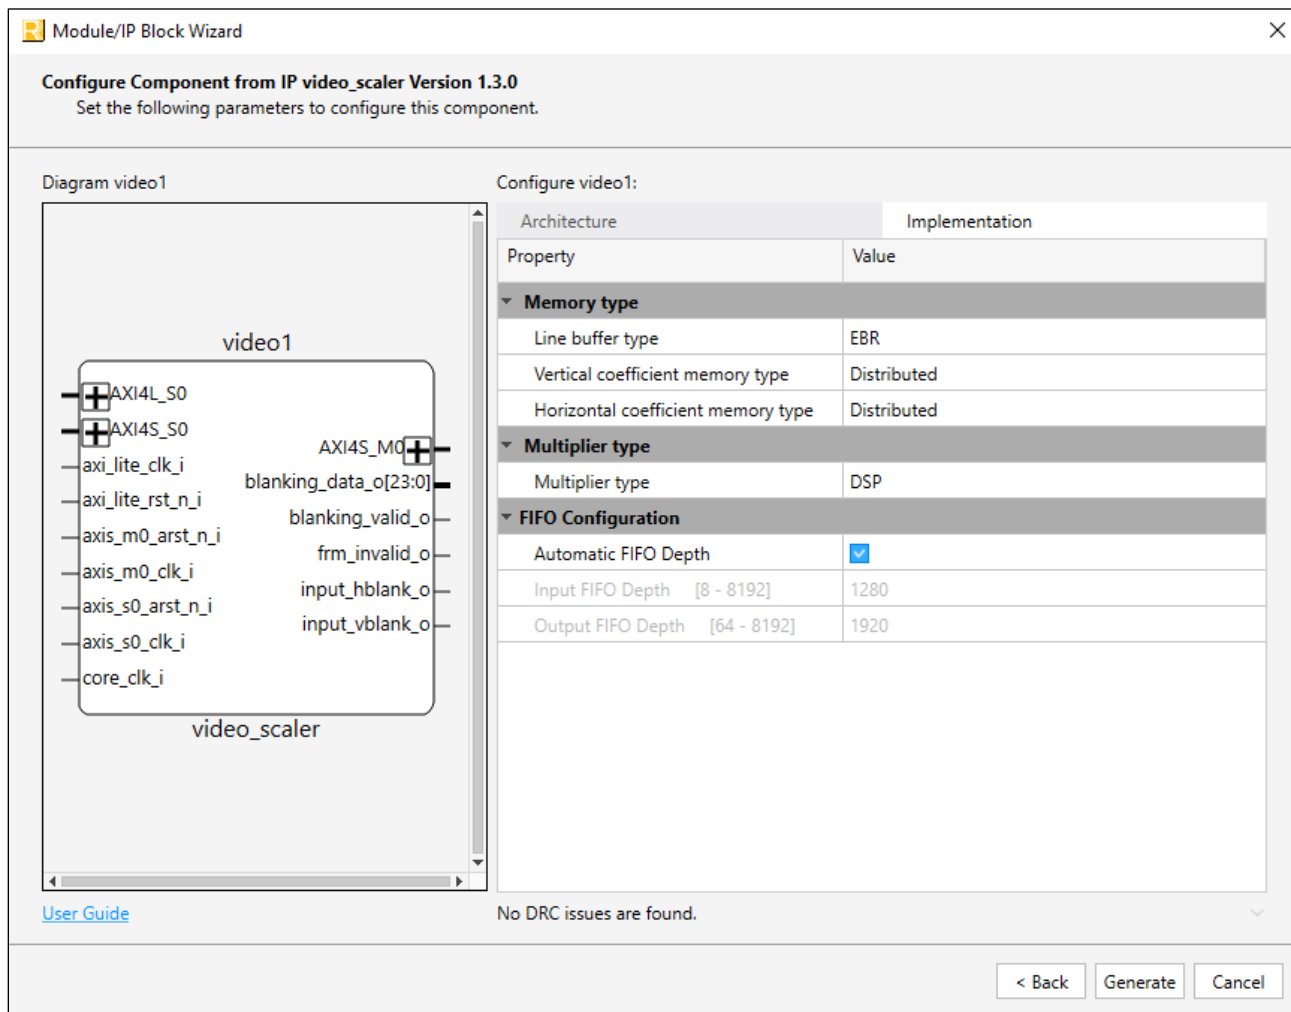 Module/IP Block Wizard
Configure Component from IP video_scaler Version 1.3.0
Set the following parameters to configure this component.
Diagram video1
video1
AXI4L_S0
AXI4S_S0
axi_lite_clk_i
axi_lite_rst_n_i
axis_m0_arst_n_i
axis_m0_clk_i
axis_s0_arst_n_i
axis_s0_clk_i
core_clk_i
AXI4S_M0
blanking_data_o[23:0]
blanking_valid_o
frm_invalid_o
input_hblank_o
input_vblank_o
video_scaler
User Guide
Configure video1:
Architecture Implementation
Property Value
Memory type
Line buffer type EBR
Vertical coefficient memory type Distributed
Horizontal coefficient memory type Distributed
Multiplier type
Multiplier type DSP
FIFO Configuration
Automatic FIFO Depth
Input FIFO Depth [8 - 8192] 1280
Output FIFO Depth [64 - 8192] 1920
No DRC issues are found.
< Back Generate Cancel